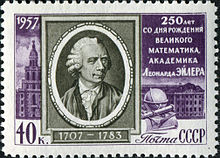 1957
250 ЛЕТ
СО ДНЯ РОЖДЕНИЯ
ВЕЛИКОГО
МАТЕМАТИКА,
АКАДЕМИКА
ЛЕОНАРДА ЭЙЛЕРА
40 К.
1707 – 1783
Почта СССР